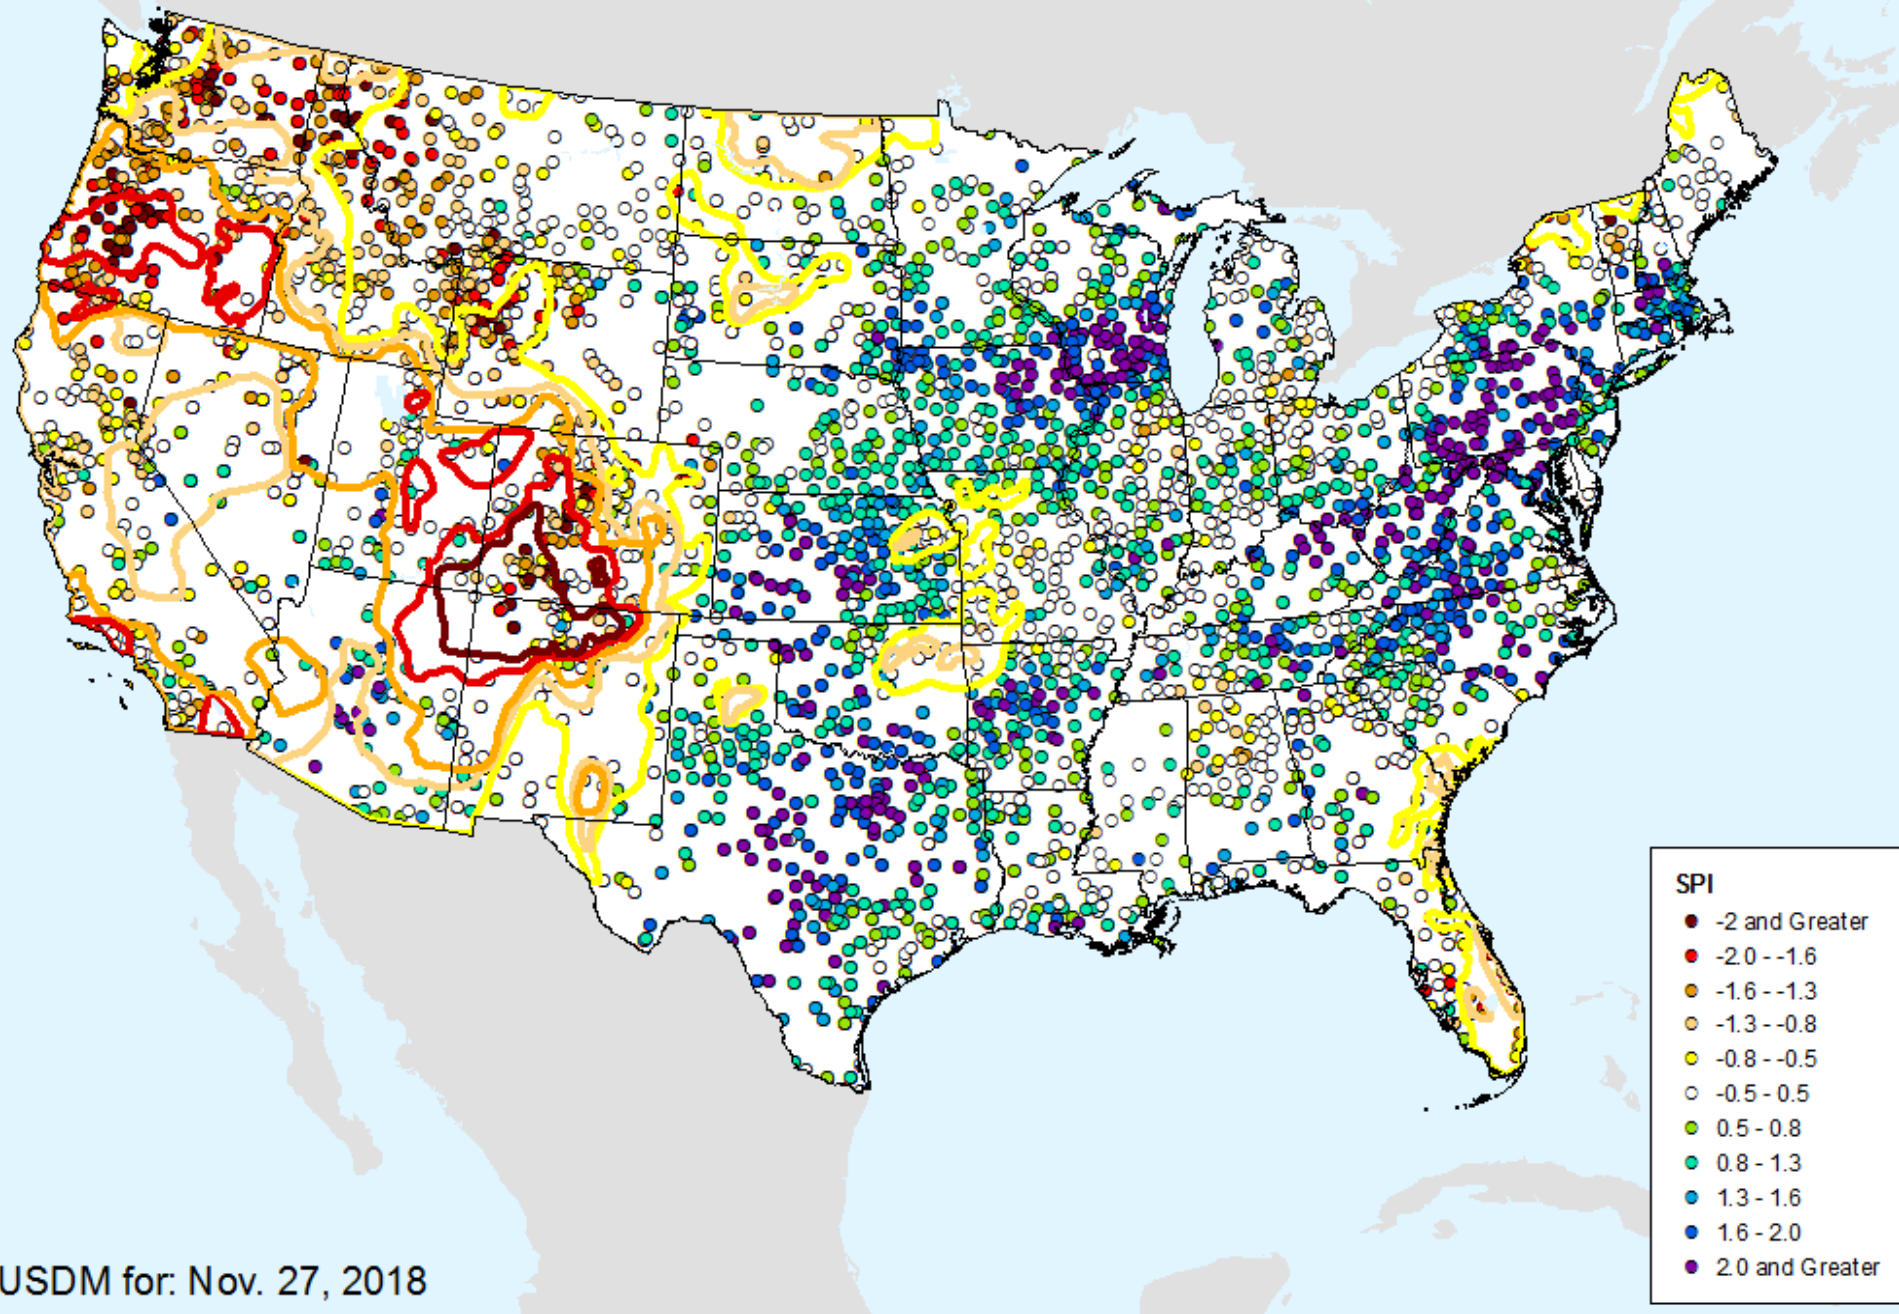 SPI
-2 and Greater
-2.0 - -1.6
-1.6 - -1.3
-1.3 - -0.8
-0.8 - -0.5
-0.5 - 0.5
0.5 - 0.8
0.8 - 1.3
1.3 - 1.6
1.6 - 2.0
2.0 and Greater
USDM for: Nov. 27, 2018